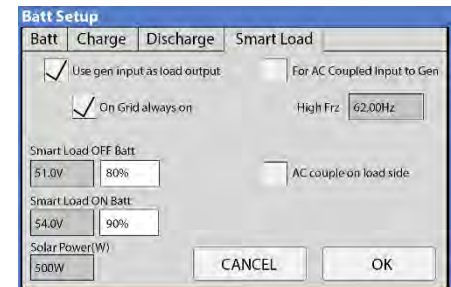 Batt Setup
Batt Charge Discharge Smart Load
Use gen input as load output
For AC Coupled Input to Gen
On Grid always on
High Frz 62.00Hz
Smart Load OFF Batt
51.0V 80%
AC couple on load side
Smart Load ON Batt
54.0V 90%
Solar Power(W)
500W
CANCEL OK